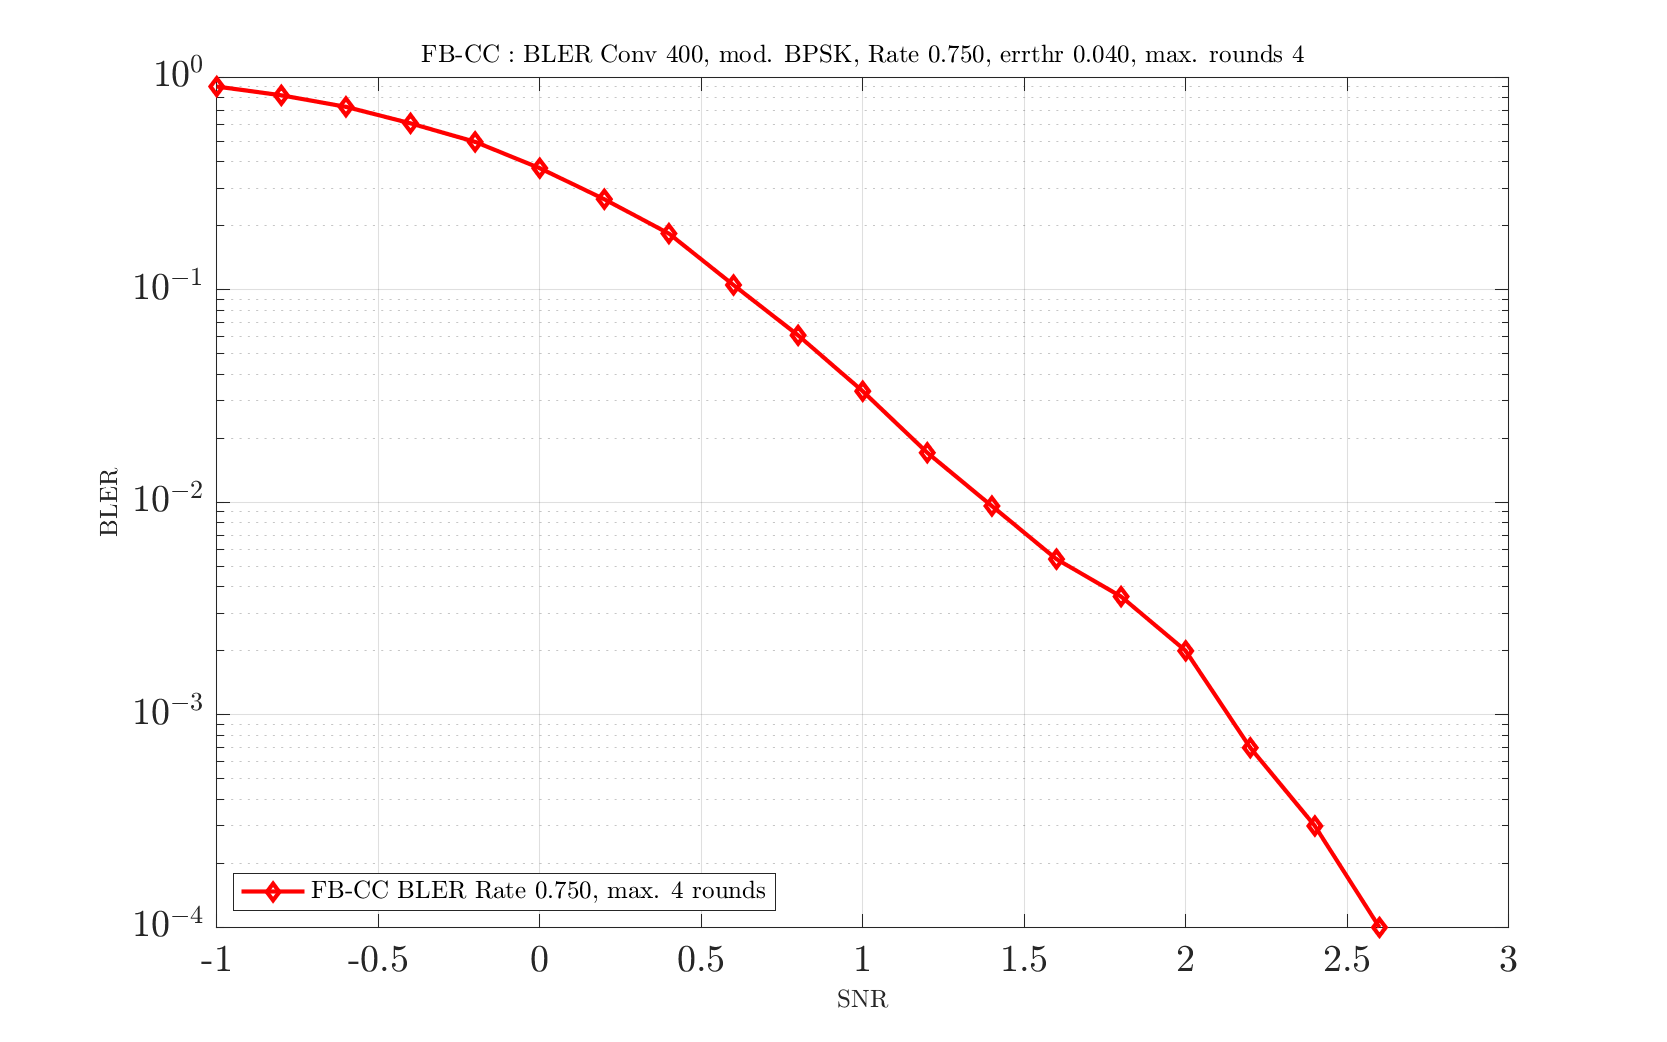 FB-CC : BLER Conv 400, mod. BPSK, Rate 0.750, errthr 0.040, max. rounds 4
10^0
10^{-1}
10^{-2}
10^{-3}
10^{-4}
BLER
FB-CC BLER Rate 0.750, max. 4 rounds
-1 -0.5 0 0.5 1 1.5 2 2.5 3
SNR